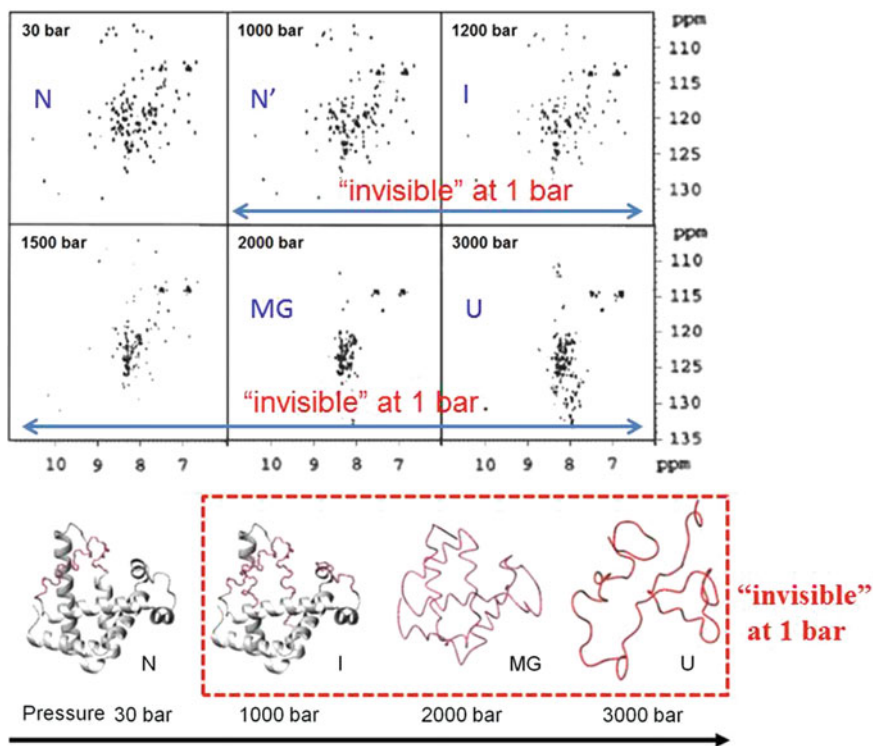 30 bar 1000 bar 1200 bar ppm
110
N N' I
115
120
125
"invisible" at 1 bar
130
1500 bar 2000 bar 3000 bar ppm
110
MG U
115
120
125
"invisible" at 1 bar
130
135
10 9 8 7 10 9 8 7 10 9 8 7 ppm
"invisible"
at 1 bar
N I MG U
Pressure 30 bar 1000 bar 2000 bar 3000 bar